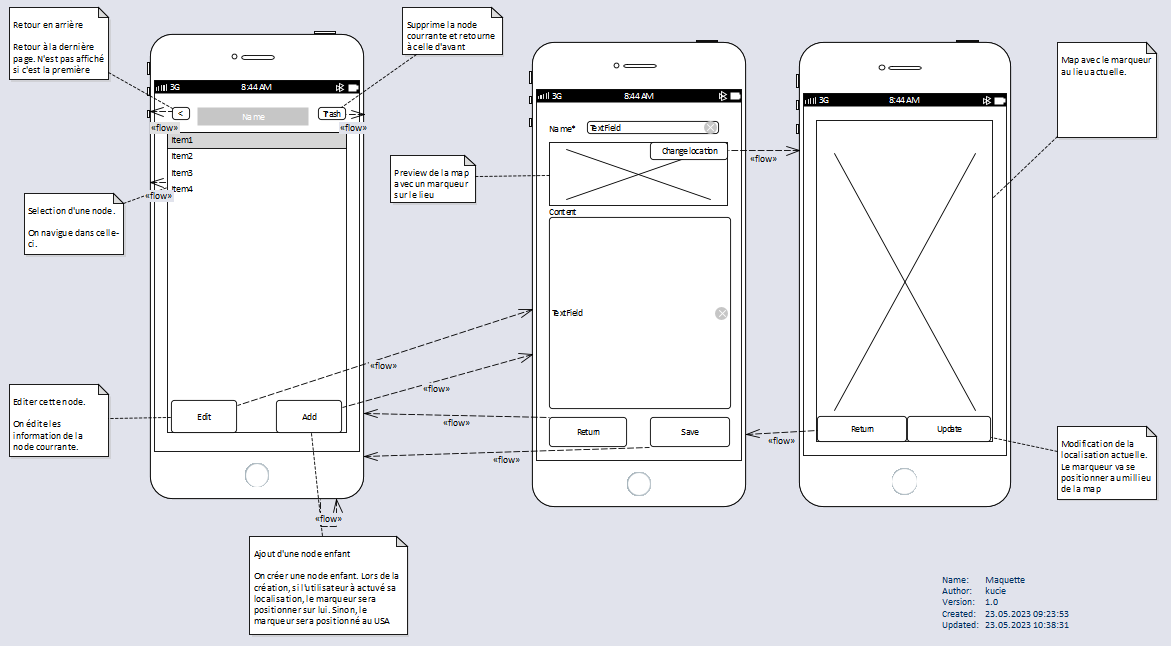 Retour en arrière
Retour à la dernière
page. N'est pas affiché
si c'est la première
Supprime la node
courrante et retourne
à celle d'avant
3G 8:44 AM
<
Name
Trash
«flow»
«flow»
Item1
Item2
Item3
Item4
«flow»
Selection d'une node.
On navigue dans celle-
ci.
Editer cette node.
On édite les
information de la
node courrante.
Edit
Add
«flow»
«flow»
«flow»
«flow»
«flow»
Ajout d'une node enfant
On créer une node enfant. Lors de la
création, si l'utilisateur à actuvé sa
localisation, le marqueur sera
positionner sur lui. Sinon, le
marqueur sera positionné au USA
3G 8:44 AM
Name*
TextField
Change location
Preview de la map
avec un marqueur
sur le lieu
Content
TextField
Return
Save
«flow»
3G 8:44 AM
Map avec le marqueur
au lieu actuelle.
Return
Update
«flow»
Modification de la
localisation actuelle.
Le marqueur va se
positionner au millieu
de la map
Name: Maquette
Author: kucie
Version: 1.0
Created: 23.05.2023 09:23:53
Updated: 23.05.2023 10:38:31